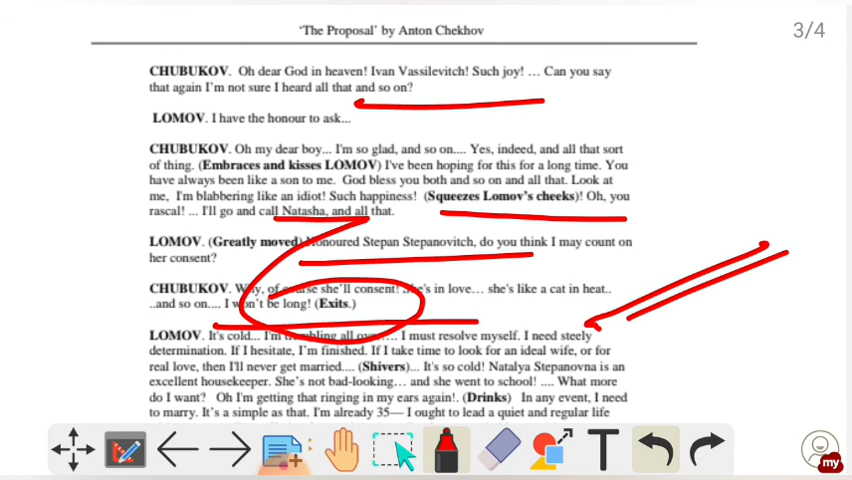 'The Proposal' by Anton Chekhov
3/4
CHUBUKOV. Oh dear God in heaven! Ivan Vassilevitch! Such joy! … Can you say
that again I'm not sure I heard all that and so on?
LOMOV. I have the honour to ask...
CHUBUKOV. Oh my dear boy... I'm so glad, and so on.... Yes, indeed, and all that sort
of thing. (Embraces and kisses LOMOV) I've been hoping for this for a long time. You
have always been like a son to me. God bless you both and so on and all that. Look at
me, I'm blabbering like an idiot! Such happiness! (Squeezes Lomov's cheeks)! Oh, you
rascal! ... I'll go and call Natasha, and all that.
LOMOV. (Greatly moved) Honoured Stepan Stepanovitch, do you think I may count on
her consent?
CHUBUKOV. Why, of course she'll consent! She's in love... she's like a cat in heat..
..and so on.... I won't be long! (Exits.)
LOMOV. It's cold... I'm trembling all over.... I must resolve myself. I need steely
determination. If I hesitate, I'm finished. If I take time to look for an ideal wife, or for
real love, then I'll never get married.... (Shivers)... It's so cold! Natalya Stepanovna is an
excellent housekeeper. She's not bad-looking... and she went to school! .... What more
do I want? Oh I'm getting that ringing in my ears again!. (Drinks) In any event, I need
to marry. It's a simple as that. I'm already 35— I ought to lead a quiet and regular life
T
my